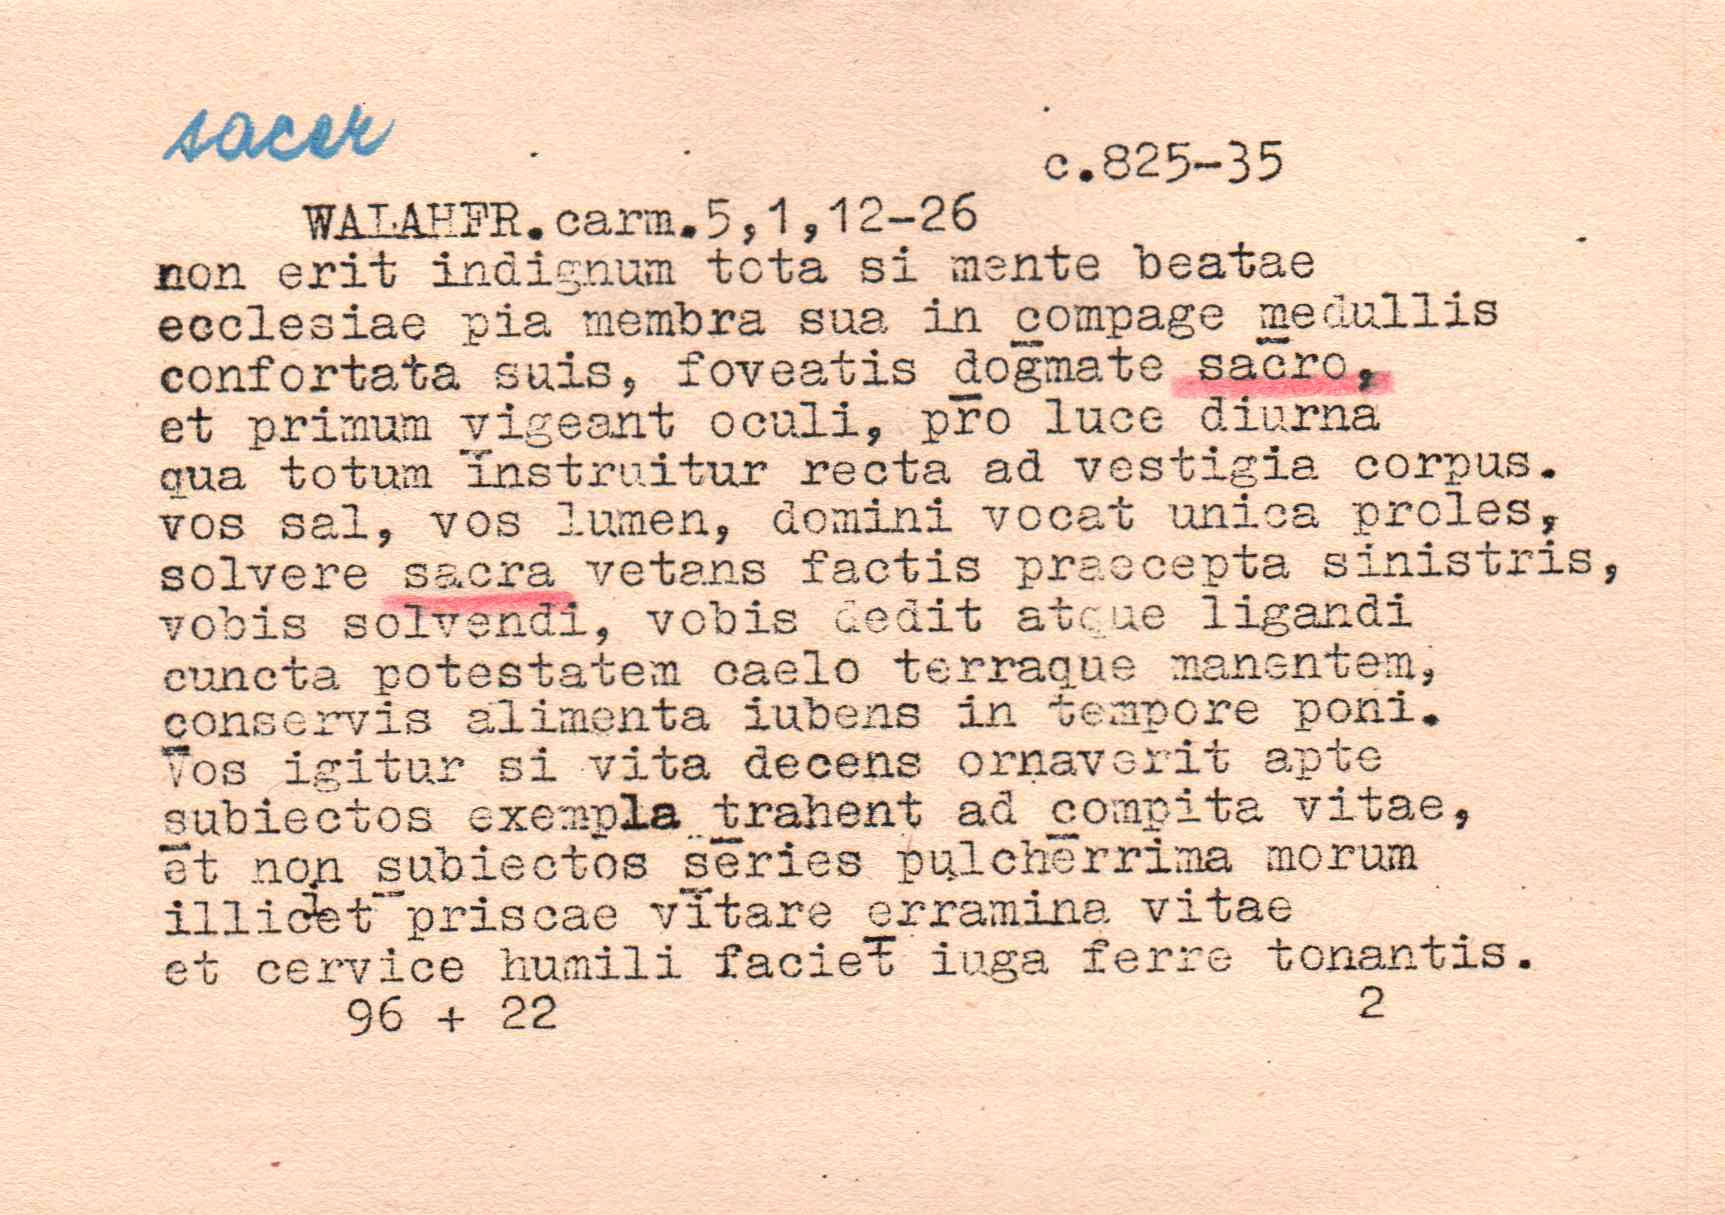 sacer
c.825-35
WALAHFR.carm.5,1,12-26
non erit indignum tota si mente beatae
ecclesiae pia membra sua in compage medullis
confortata suis, foveatis dogmate sacro,
et primum vigeant oculi, pro luce diurna
qua totum instruitur recta ad vestigia corpus.
vos sal, vos lumen, domini vocat unica proles,
solvere sacra vetans factis praecepta sinistris,
vobis solvendi, vobis dedit atque ligandi
cuncta potestatem caelo terraque manentem,
conservis alimenta iubens in tempore poni.
Vos igitur si vita decens ornaverit apte
subiectos exempla trahent ad compita vitae,
et non subiectos series pulcherrima morum
illiciet priscae vitare erramina vitae
et cervice humili faciet iuga ferre tonantis.
96 + 22 2